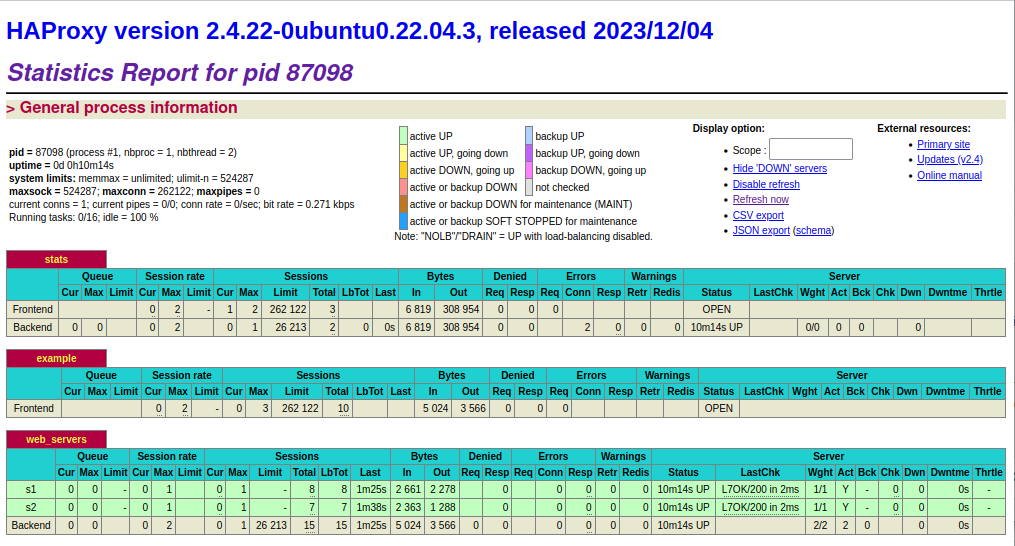 HAProxy version 2.4.22-0ubuntu0.22.04.3, released 2023/12/04
Statistics Report for pid 87098
> General process information
pid = 87098 (process #1, nbproc = 1, nbthread = 2)
uptime = 0d 0h10m14s
system limits: memmax = unlimited; ulimit-n = 524287
maxsock = 524287; maxconn = 262122; maxpipes = 0
current conns = 1; current pipes = 0/0; conn rate = 0/sec; bit rate = 0.271 kbps
Running tasks: 0/16; idle = 100 %
active UP backup UP
active UP, going down backup UP, going down
active DOWN, going up backup DOWN, going up
active or backup DOWN not checked
active or backup DOWN for maintenance (MAINT)
active or backup SOFT STOPPED for maintenance
Note: "NOLB"/"DRAIN" = UP with load-balancing disabled.
Display option:
• Scope :
• Hide 'DOWN' servers
• Disable refresh
• Refresh now
• CSV export
• JSON export (schema)
External resources:
• Primary site
• Updates (v2.4)
• Online manual
stats
Queue Session rate Sessions Bytes Denied Errors Warnings Server
Cur Max Limit Cur Max Limit Cur Max Limit Total LbTot Last In Out Req Resp Req Conn Resp Retr Redis Status LastChk Wght Act Bck Chk Dwn Dwntme Thrtle
Frontend 0 2 - 1 2 262 122 3 6 819 308 954 0 0 0 OPEN
Backend 0 0 0 2 0 1 26 213 2 0 0s 6 819 308 954 0 0 2 0 0 0 10m14s UP 0/0 0 0 0
example
Queue Session rate Sessions Bytes Denied Errors Warnings Server
Cur Max Limit Cur Max Limit Cur Max Limit Total LbTot Last In Out Req Resp Req Conn Resp Retr Redis Status LastChk Wght Act Bck Chk Dwn Dwntme Thrtle
Frontend 0 2 - 0 3 262 122 10 5 024 3 566 0 0 0 OPEN
web_servers
Queue Session rate Sessions Bytes Denied Errors Warnings Server
Cur Max Limit Cur Max Limit Cur Max Limit Total LbTot Last In Out Req Resp Req Conn Resp Retr Redis Status LastChk Wght Act Bck Chk Dwn Dwntme Thrtle
s1 0 0 - 0 1 0 1 - 8 8 1m25s 2 661 2 278 0 0 0 0 0 10m14s UP L7OK/200 in 2ms 1/1 Y - 0 0 0s -
s2 0 0 - 0 1 0 1 - 7 7 1m38s 2 363 1 288 0 0 0 0 0 10m14s UP L7OK/200 in 2ms 1/1 Y - 0 0 0s -
Backend 0 0 0 2 0 1 26 213 15 15 1m25s 5 024 3 566 0 0 0 0 0 0 10m14s UP 2/2 2 0 0 0s